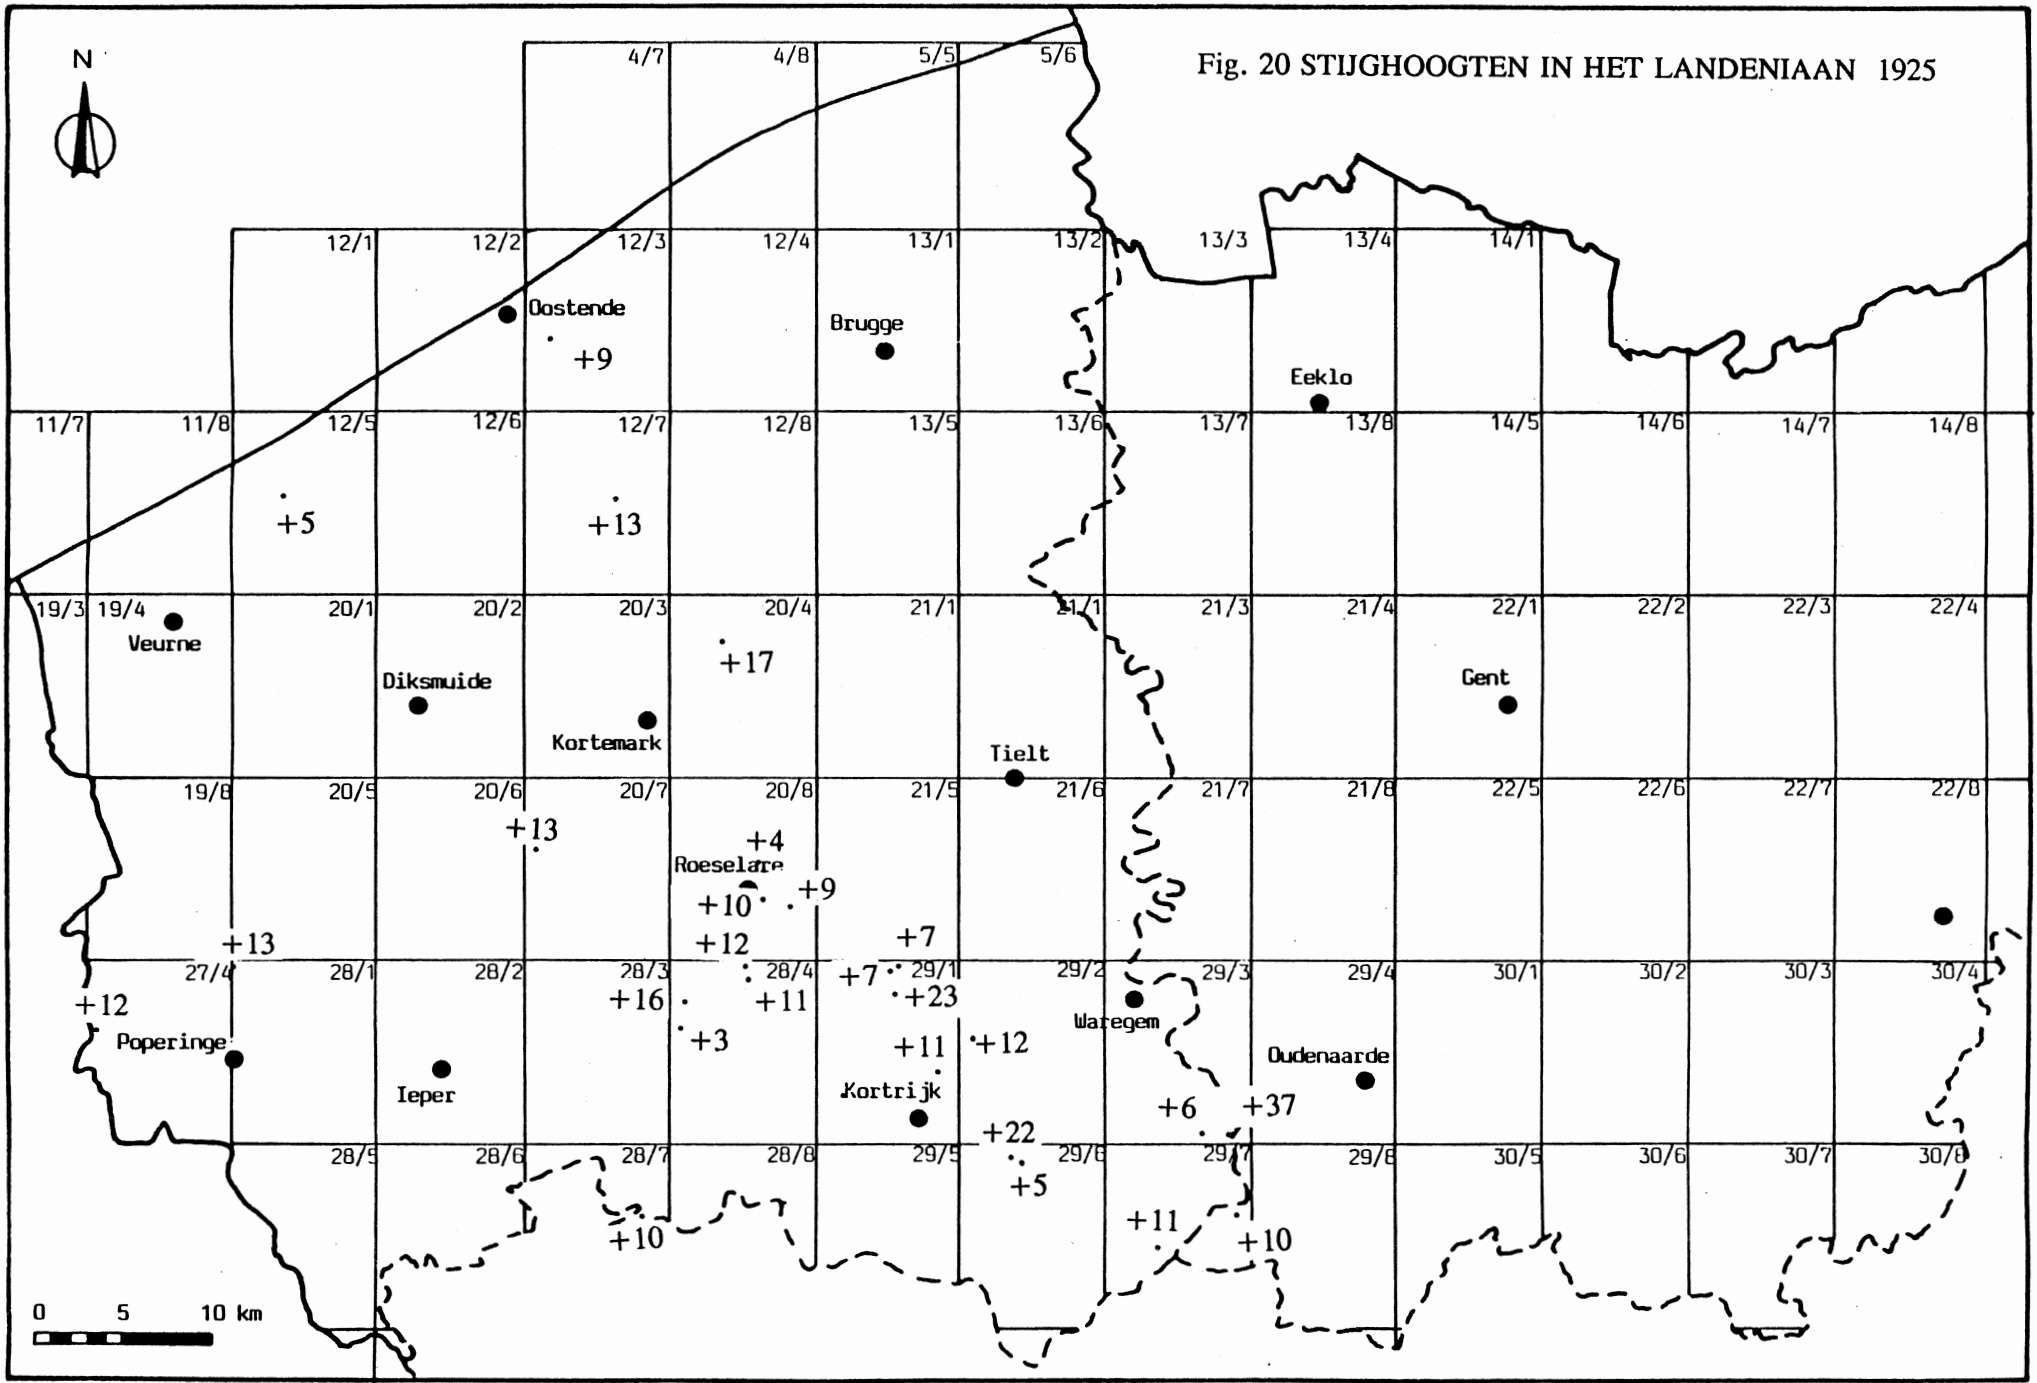 Fig. 20 STIJGHOOGTEN IN HET LANDENIAAN 1925
N
4/7 4/8 5/5 5/6
12/1 12/2 12/3 12/4 13/1 13/2 13/3 13/4 14/1
Oostende
Brugge
+9
Eeklo
11/7 11/8 12/5 12/6 12/7 12/8 13/5 13/6 13/7 13/8 14/5 14/6 14/7 14/8
+5 +13
19/3 19/4 20/1 20/2 20/3 20/4 21/1 21/1 21/3 21/4 22/1 22/2 22/3 22/4
Veurne
+17
Diksmuide
Gent
Kortemark
Tielt
19/8 20/5 20/6 20/7 20/8 21/5 21/6 21/7 21/8 22/5 22/6 22/7 22/8
+13
+4
Roeselare
+9
+10
+7
+13 +12
27/4 28/1 28/2 28/3 28/4 +7 29/1 29/2 29/3 29/4 30/1 30/2 30/3 30/4
+12 +16 +11 +23
Waregem
Poperinge +3 +11 +12
Oudenaarde
Ieper
Kortrijk
+6 +37
+22
28/5 28/6 28/7 28/8 29/5 29/6 29/7 29/8 30/5 30/6 30/7 30/8
+5
+11
+10 +10
0 5 10 km